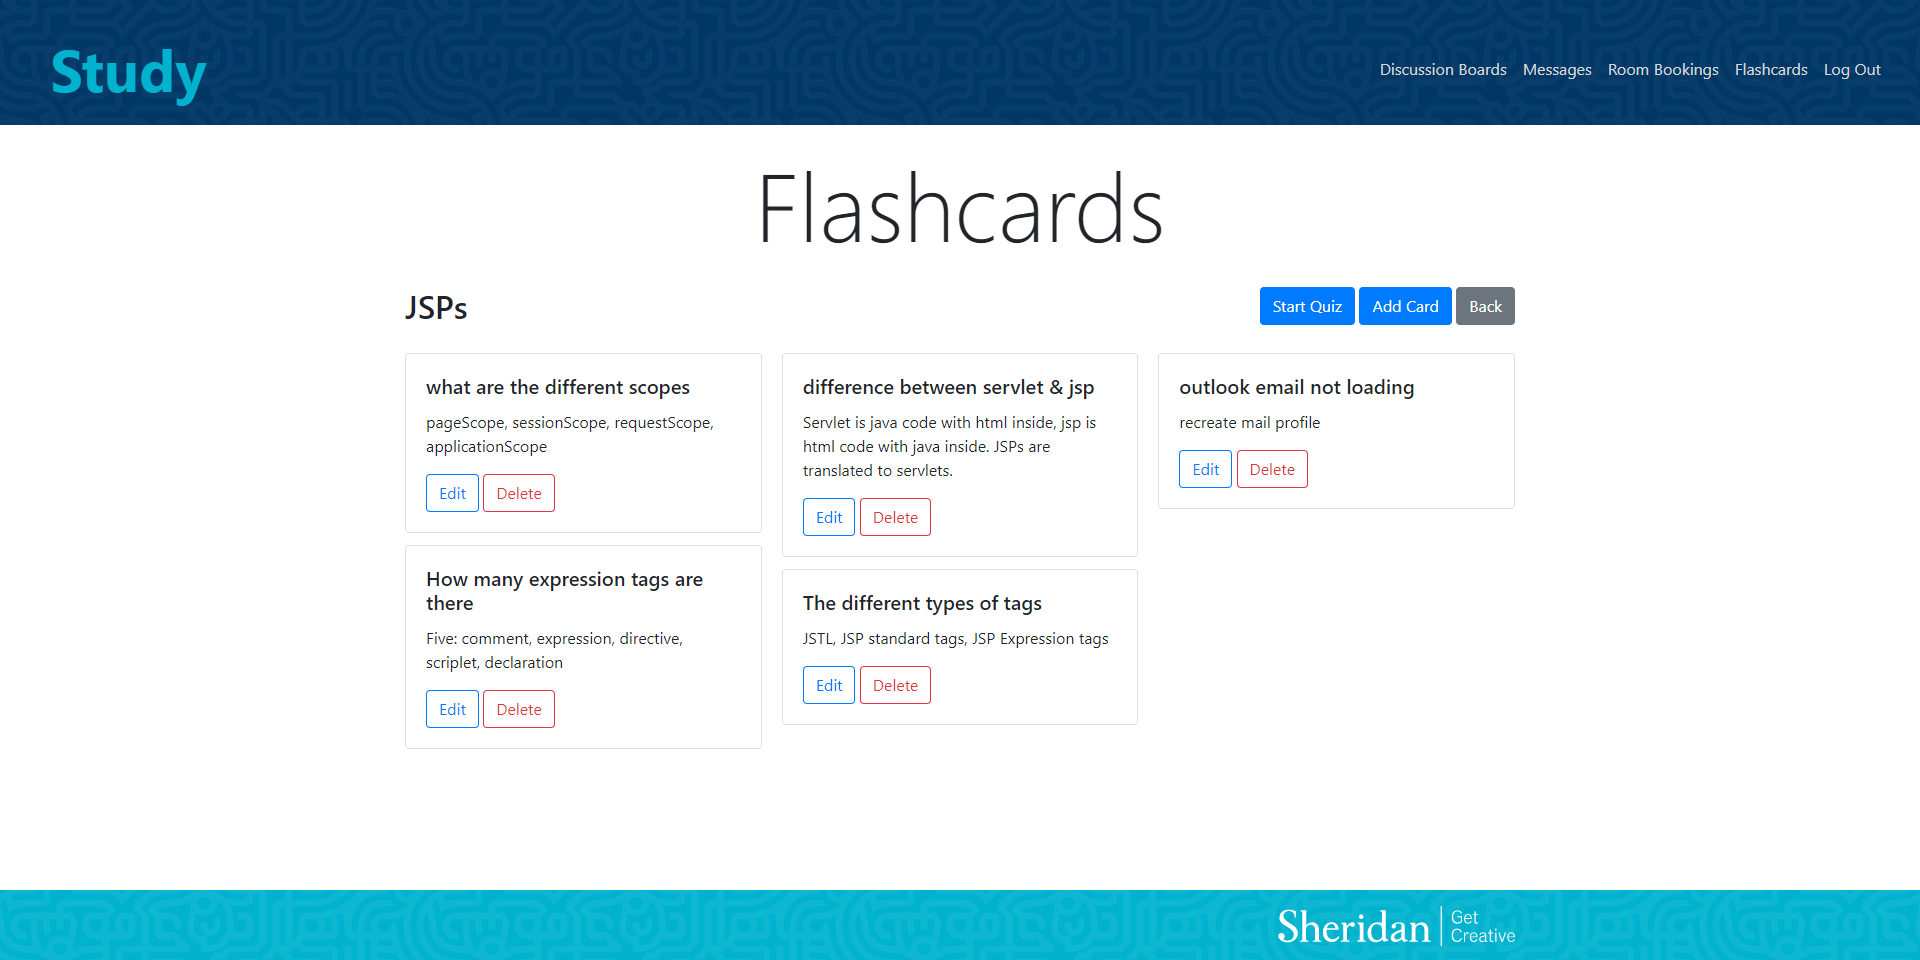 Study
Discussion Boards Messages Room Bookings Flashcards Log Out
Flashcards
JSPs
Start Quiz Add Card Back
what are the different scopes
pageScope, sessionScope, requestScope,
applicationScope
Edit Delete
How many expression tags are
there
Five: comment, expression, directive,
scriplet, declaration
Edit Delete
difference between servlet & jsp
Servlet is java code with html inside, jsp is
html code with java inside. JSPs are
translated to servlets.
Edit Delete
The different types of tags
JSTL, JSP standard tags, JSP Expression tags
Edit Delete
outlook email not loading
recreate mail profile
Edit Delete
Sheridan
Get
Creative